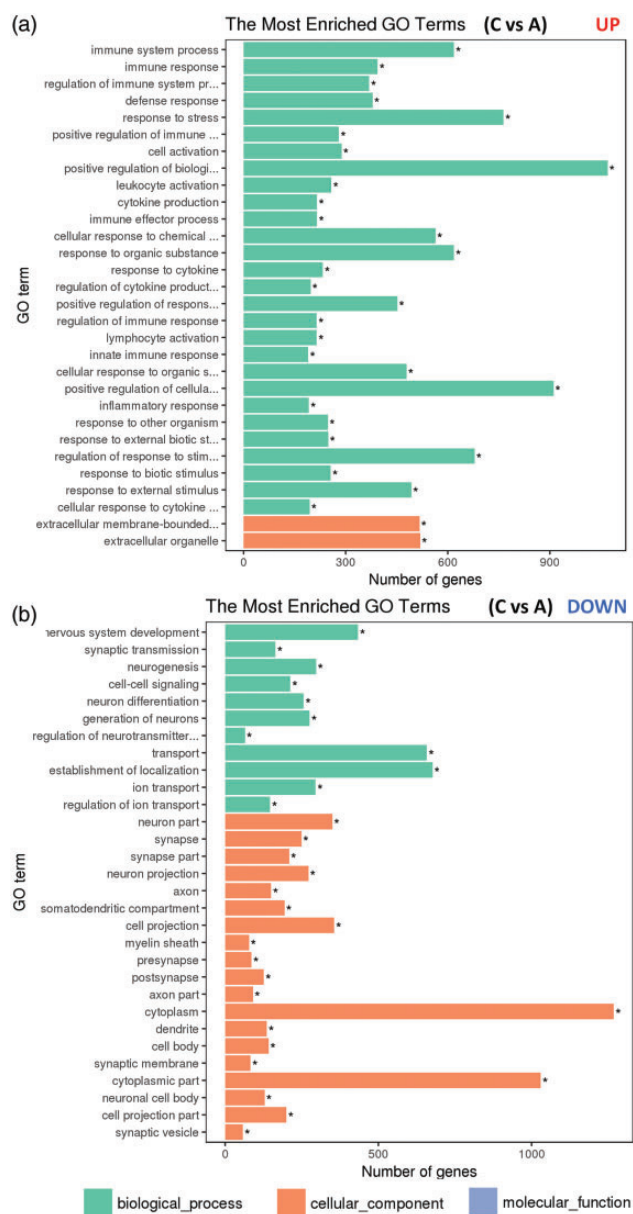 (a) The Most Enriched GO Terms (C vs A) UP
immune system process *
immune response *
regulation of immune system pr... *
defense response *
response to stress *
positive regulation of immune ... *
cell activation *
positive regulation of biologi... *
leukocyte activation *
cytokine production *
immune effector process *
cellular response to chemical ... *
response to organic substance *
response to cytokine *
regulation of cytokine product... *
positive regulation of respons... *
regulation of immune response *
lymphocyte activation *
innate immune response *
cellular response to organic s... *
positive regulation of cellula... *
inflammatory response *
response to other organism *
response to external biotic st... *
regulation of response to stim... *
response to biotic stimulus *
response to external stimulus *
cellular response to cytokine ... *
extracellular membrane-bounded... *
extracellular organelle *
GO term
0 300 600 900
Number of genes
(b) The Most Enriched GO Terms (C vs A) DOWN
nervous system development *
synaptic transmission *
neurogenesis *
cell-cell signaling *
neuron differentiation *
generation of neurons *
regulation of neurotransmitter... *
transport *
establishment of localization *
ion transport *
regulation of ion transport *
neuron part *
synapse *
synapse part *
neuron projection *
axon *
somatodendritic compartment *
cell projection *
myelin sheath *
presynapse *
postsynapse *
axon part *
cytoplasm *
dendrite *
cell body *
synaptic membrane *
cytoplasmic part *
neuronal cell body *
cell projection part *
synaptic vesicle *
GO term
0 500 1000
Number of genes
biological_process cellular_component molecular_function